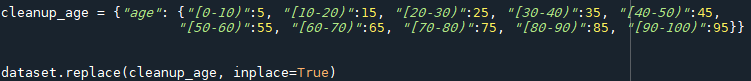 cleanup_age = {"age": {"[0-10)":5, "[10-20)":15, "[20-30)":25, "[30-40)":35, "[40-50)":45,
"[50-60)":55, "[60-70)":65, "[70-80)":75, "[80-90)":85, "[90-100)":95}}
dataset.replace(cleanup_age, inplace=True)